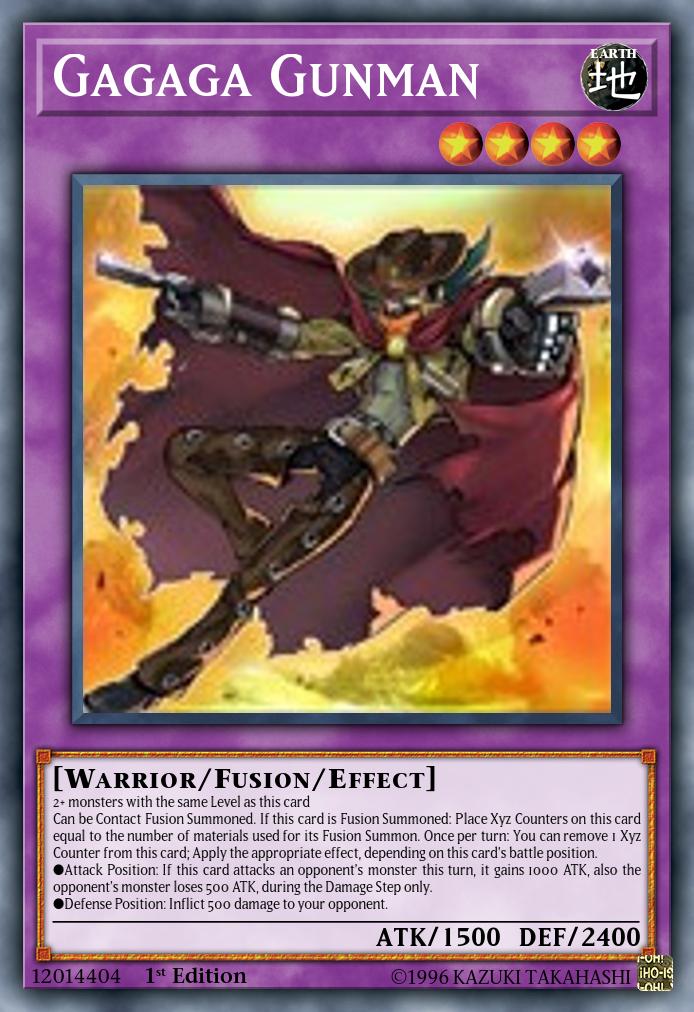 GAGAGA GUNMAN
EARTH
地
[WARRIOR/FUSION/EFFECT]
2+ monsters with the same Level as this card
Can be Contact Fusion Summoned. If this card is Fusion Summoned: Place Xyz Counters on this card
equal to the number of materials used for its Fusion Summon. Once per turn: You can remove 1 Xyz
Counter from this card; Apply the appropriate effect, depending on this card's battle position.
●Attack Position: If this card attacks an opponent's monster this turn, it gains 1000 ATK, also the
opponent's monster loses 500 ATK, during the Damage Step only.
●Defense Position: Inflict 500 damage to your opponent.
ATK/1500 DEF/2400
12014404 1st Edition ©1996 KAZUKI TAKAHASHI